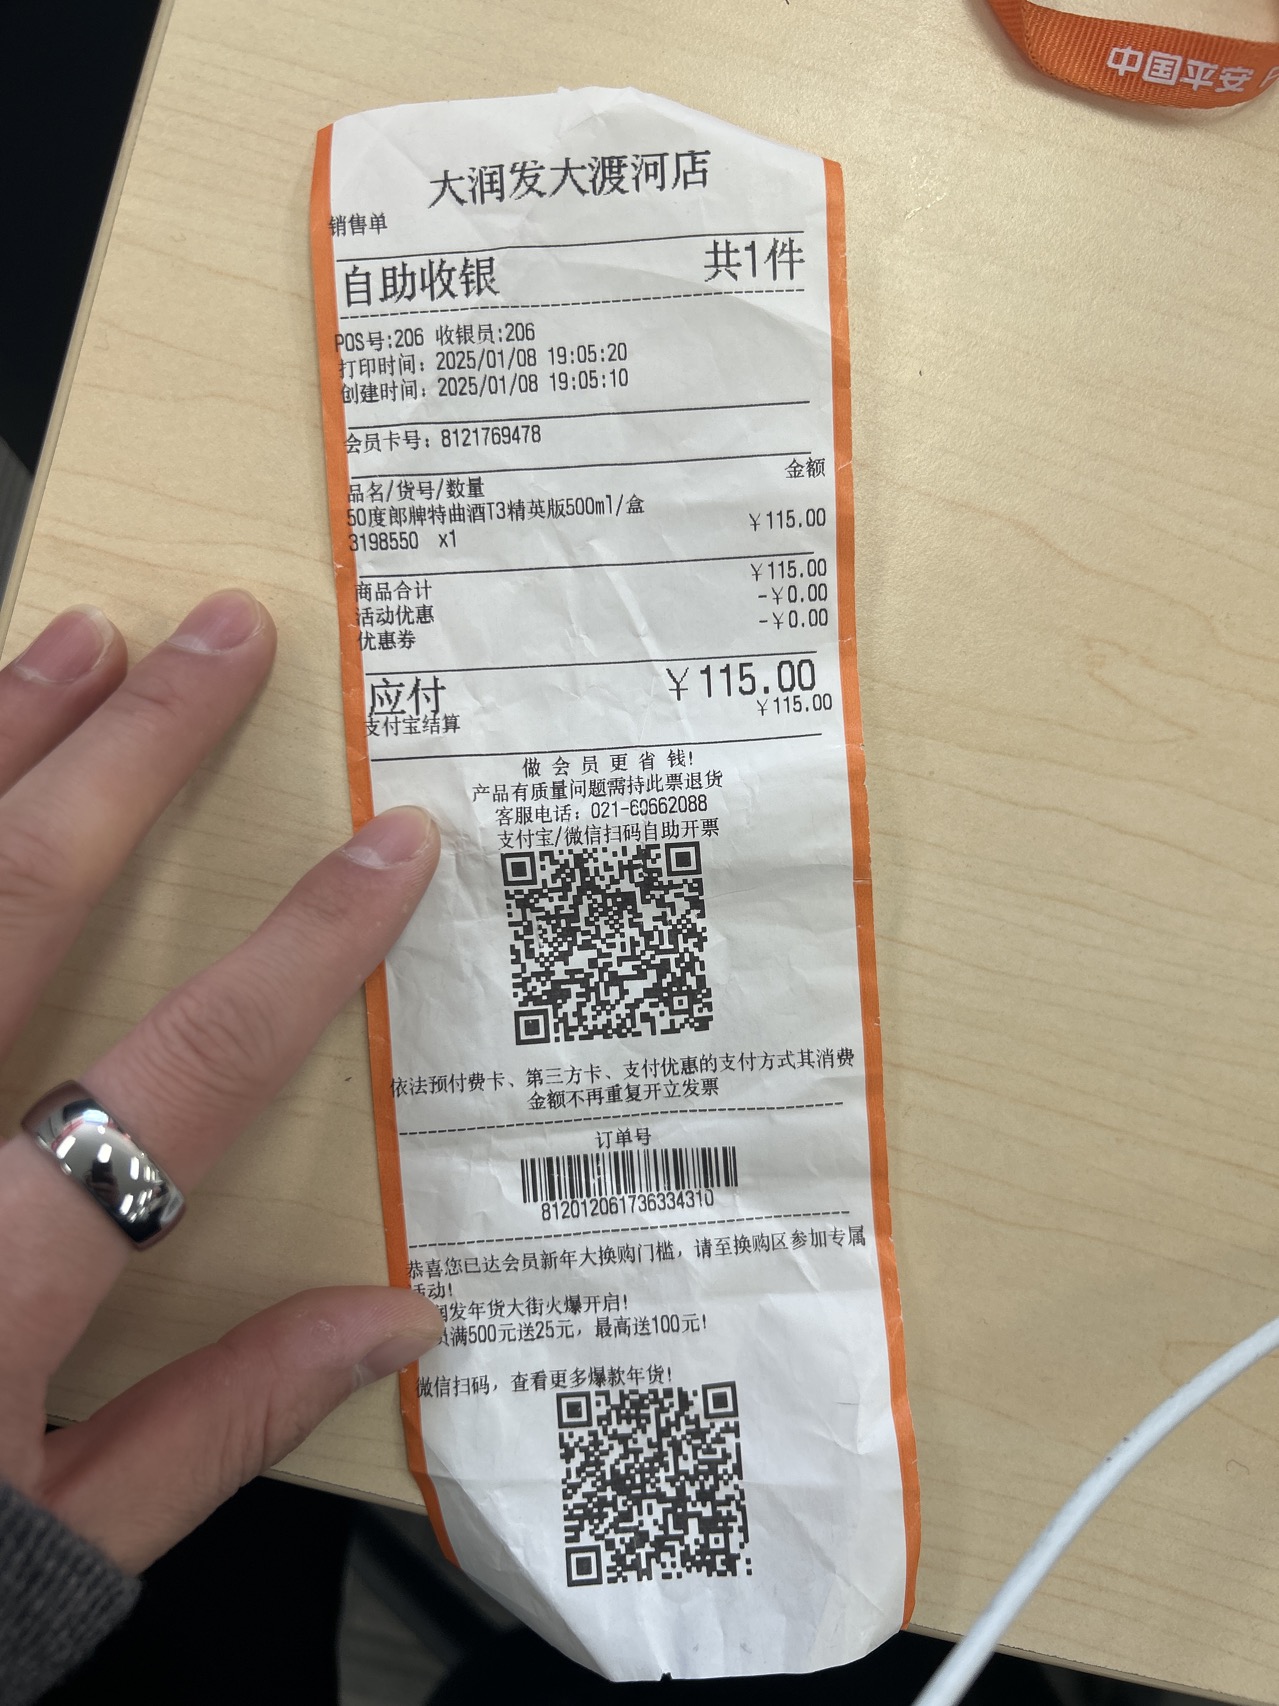 中国平安 P
大润发大渡河店
销售单
自助收银 共1件
POS号:206 收银员:206
打印时间: 2025/01/08 19:05:20
创建时间: 2025/01/08 19:05:10
会员卡号: 8121769478
金额
品名/货号/数量
50度郎牌特曲酒T3精英版500ml/盒
3198550 x1 ¥115.00
商品合计 ¥115.00
活动优惠 -¥0.00
优惠券 -¥0.00
应付 ¥115.00
支付宝结算 ¥115.00
做 会 员 更 省 钱!
产品有质量问题需持此票退货
客服电话: 021-60662088
支付宝/微信扫码自助开票
依法预付费卡、第三方卡、支付优惠的支付方式其消费
金额不再重复开立发票
订单号
812012061736334310
恭喜您已达会员新年大换购门槛, 请至换购区参加专属
活动!
润发年货大街火爆开启!
员满500元送25元, 最高送100元!
微信扫码, 查看更多爆款年货!